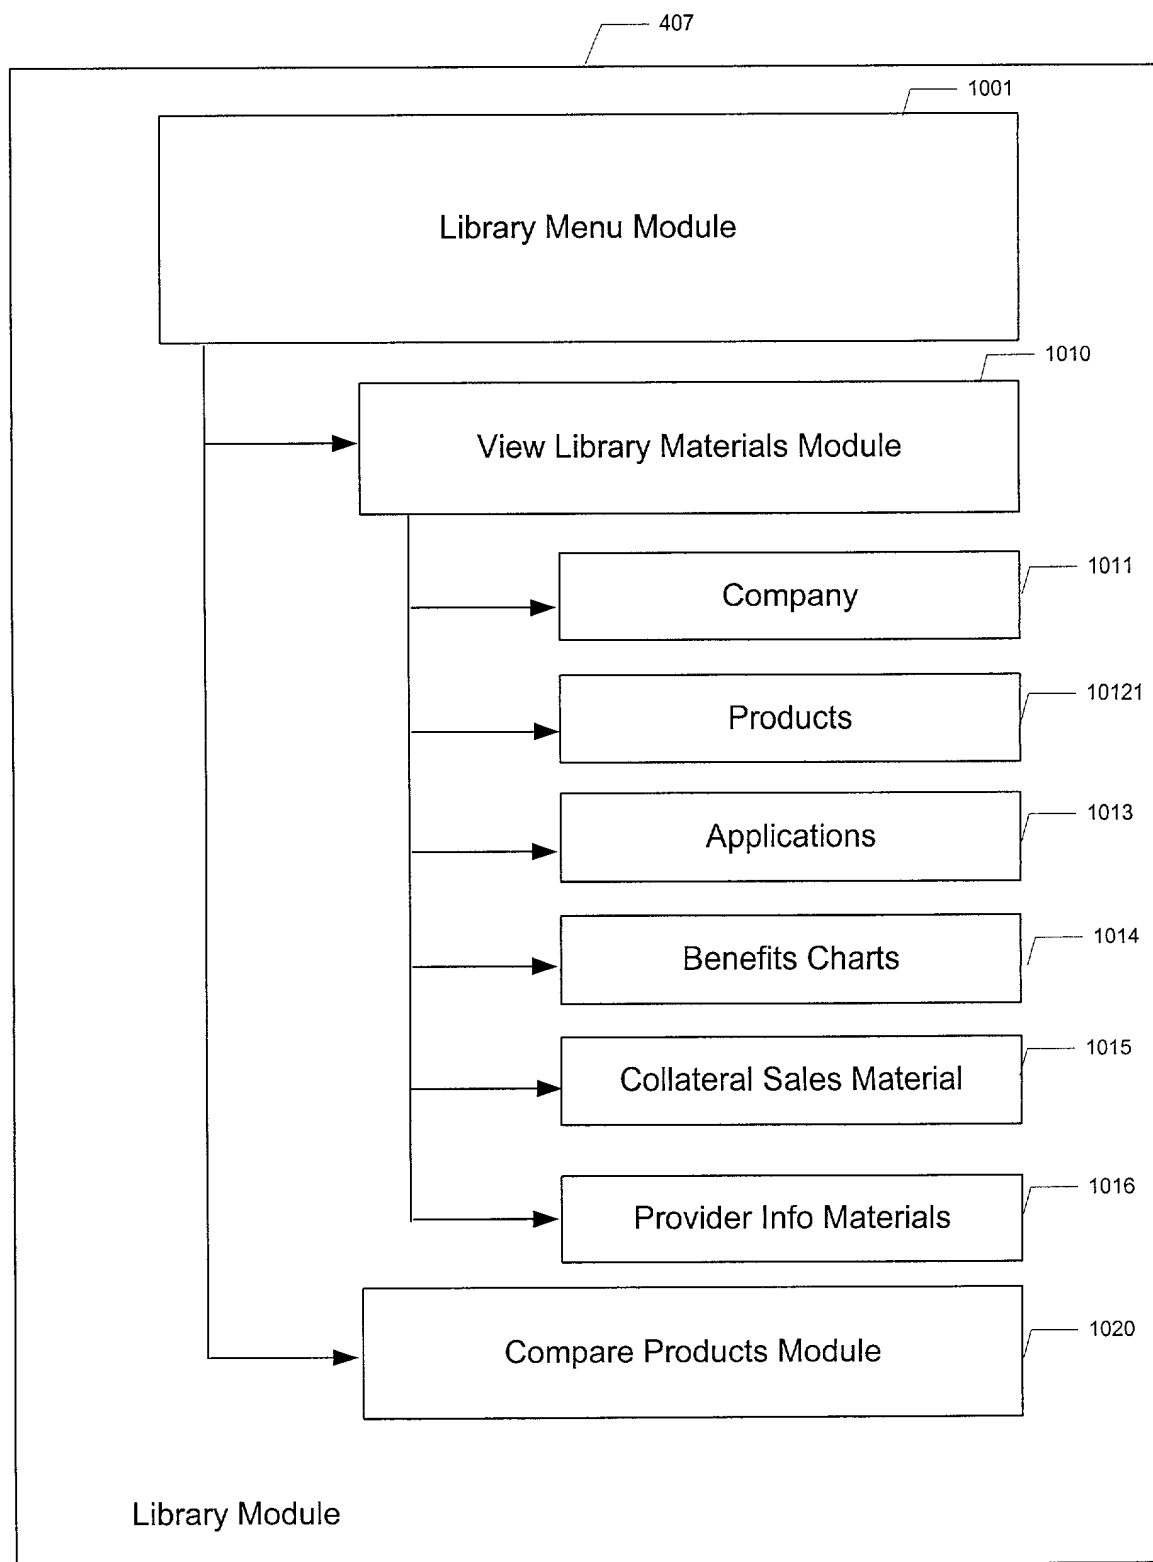 407
1001
Library Menu Module
1010
View Library Materials Module
1011
Company
10121
Products
1013
Applications
1014
Benefits Charts
1015
Collateral Sales Material
1016
Provider Info Materials
1020
Compare Products Module
Library Module